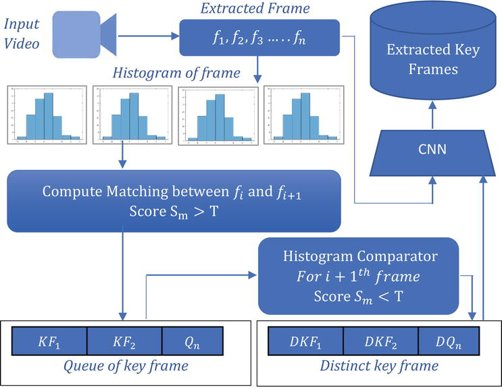 Input
Video
Extracted Frame
f₁, f₂, f₃ ..... fₙ
Histogram of frame
Extracted Key
Frames
CNN
Compute Matching between fᵢ and fᵢ₊₁
Score Sₘ > T
Histogram Comparator
For i + 1ᵗʰ frame
Score Sₘ < T
KF₁ KF₂ Qₙ
Queue of key frame
DKF₁ DKF₂ DQₙ
Distinct key frame